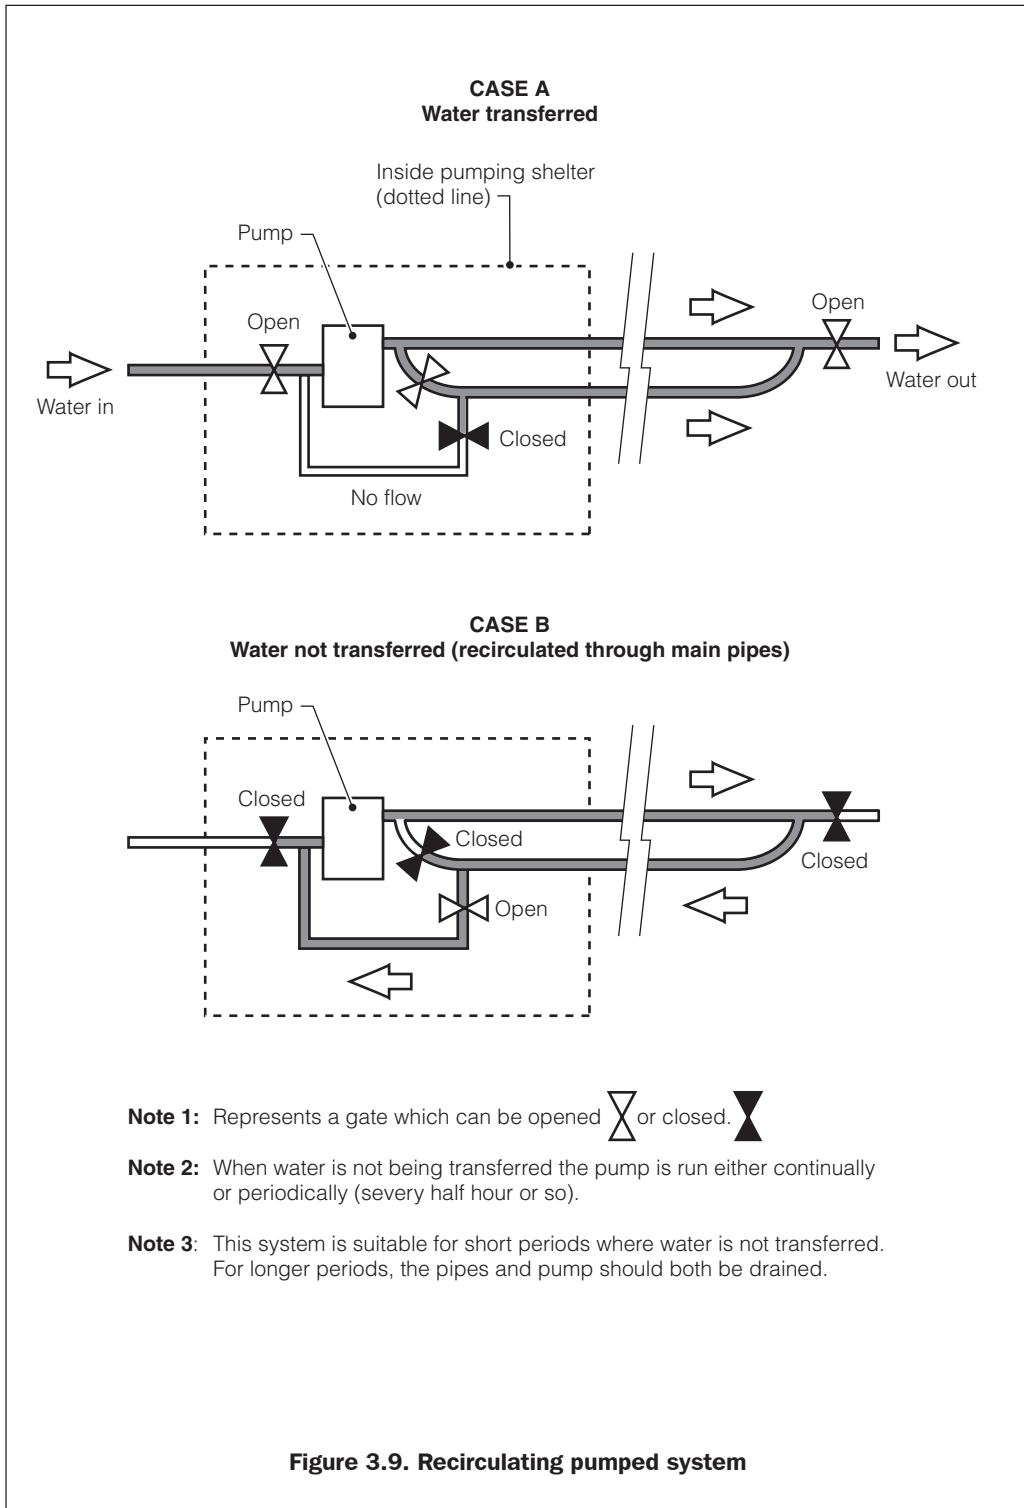 CASE A
Water transferred
Inside pumping shelter
(dotted line)
Pump
Open
Open
Water in
Water out
Closed
No flow
CASE B
Water not transferred (recirculated through main pipes)
Pump
Closed
Closed
Closed
Open
Note 1: Represents a gate which can be opened or closed.
Note 2: When water is not being transferred the pump is run either continually
or periodically (severy half hour or so).
Note 3: This system is suitable for short periods where water is not transferred.
For longer periods, the pipes and pump should both be drained.
Figure 3.9. Recirculating pumped system